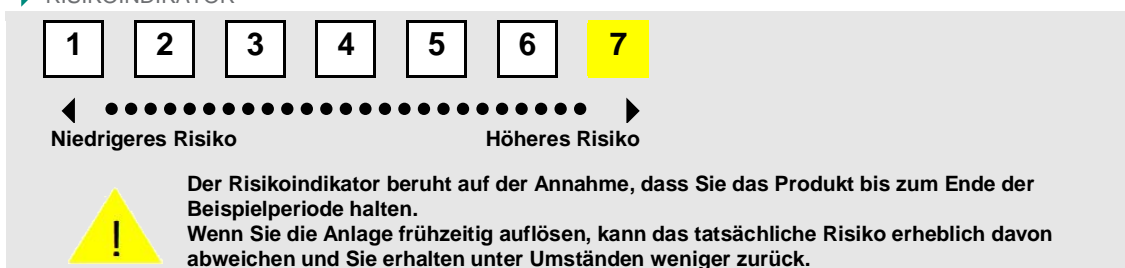 RISIKOINDIKATOR
1 2 3 4 5 6 7
Niedrigeres Risiko Höheres Risiko
!
Der Risikoindikator beruht auf der Annahme, dass Sie das Produkt bis zum Ende der
Beispielperiode halten.
Wenn Sie die Anlage frühzeitig auflösen, kann das tatsächliche Risiko erheblich davon
abweichen und Sie erhalten unter Umständen weniger zurück.